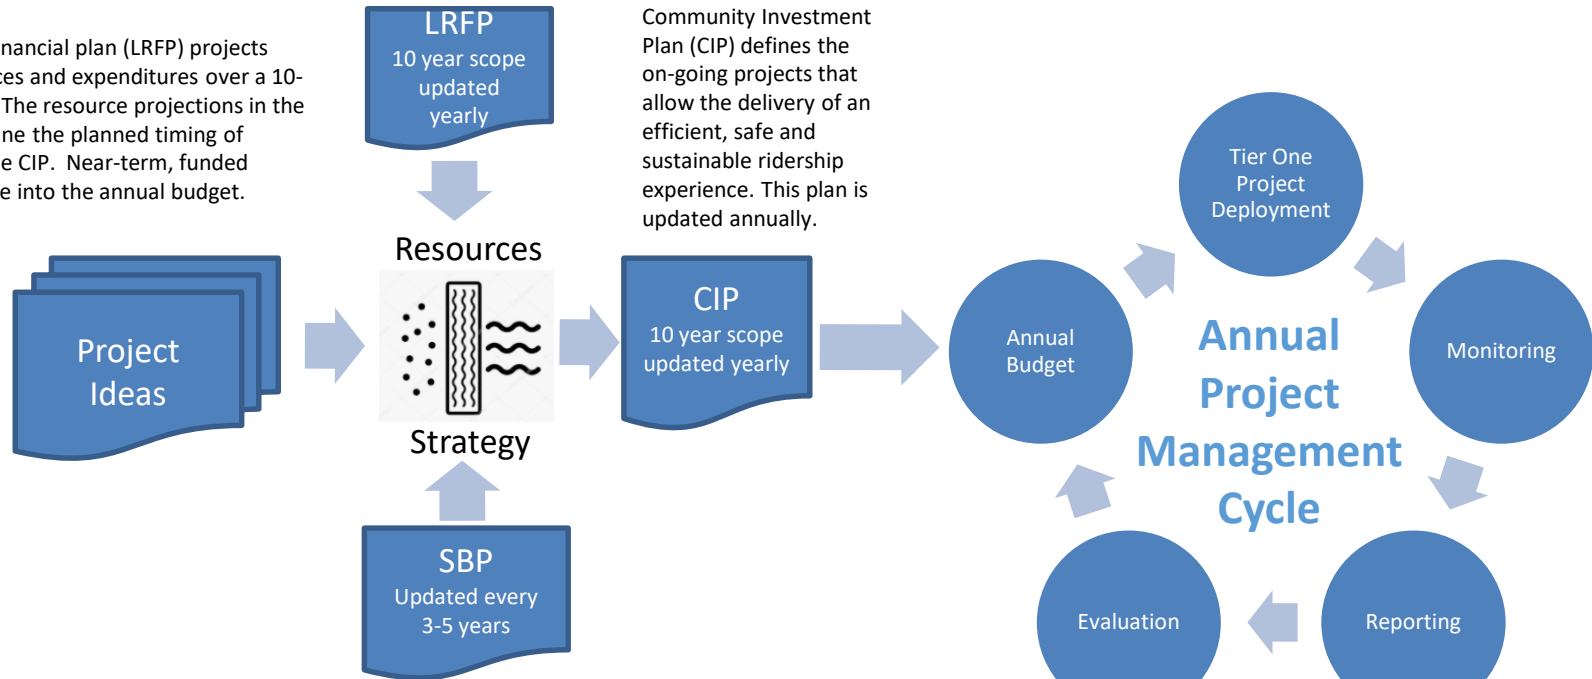 nancial plan (LRFP) projects
ces and expenditures over a 10-
The resource projections in the
ne the planned timing of
e CIP.  Near-term, funded
e into the annual budget.
LRFP
10 year scope
updated
yearly
Community Investment
Plan (CIP) defines the
on-going projects that
allow the delivery of an
efficient, safe and
sustainable ridership
experience. This plan is
updated annually.
Project
Ideas
Resources
Strategy
SBP
Updated every
3-5 years
CIP
10 year scope
updated yearly
Annual
Budget
Tier One
Project
Deployment
Monitoring
Reporting
Evaluation
Annual
Project
Management
Cycle